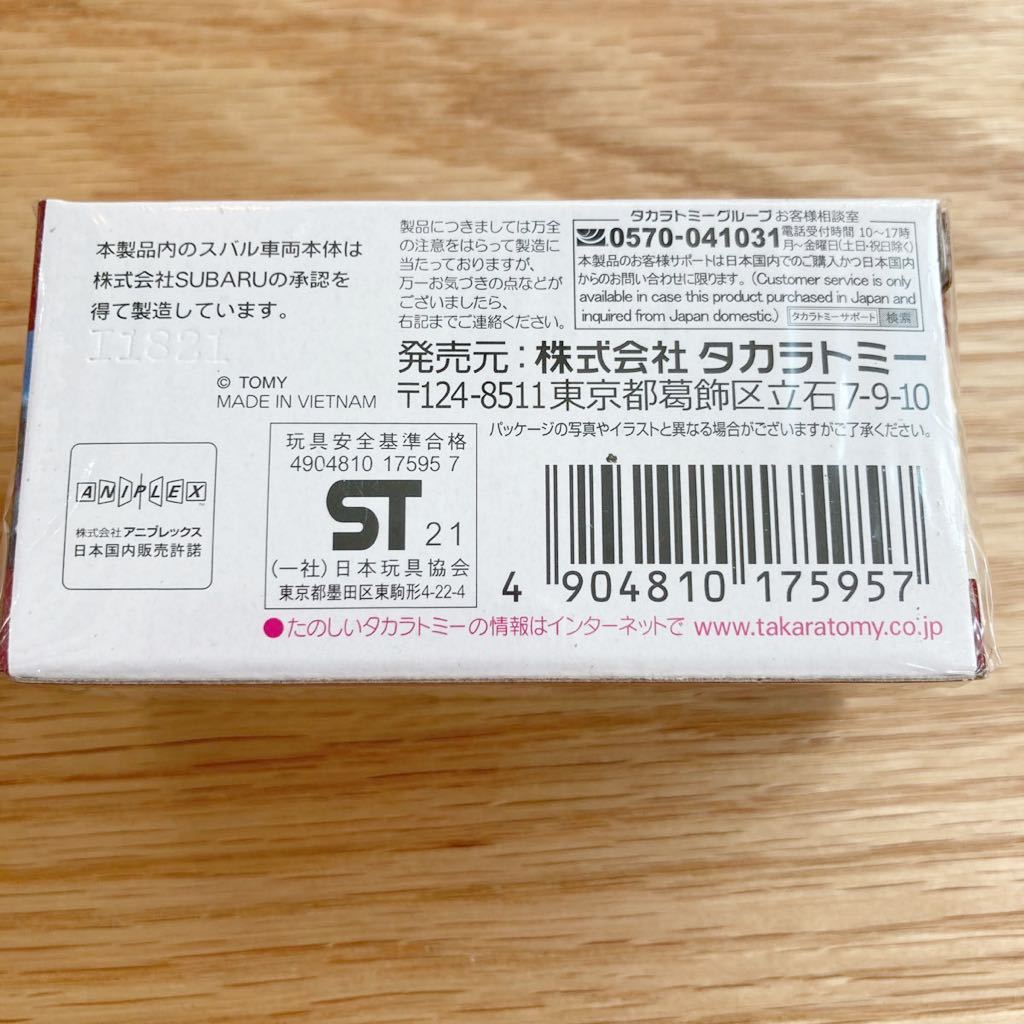 本製品内のスバル車両本体は
株式会社SUBARUの承認を
得て製造しています。
I1821
© TOMY
MADE IN VIETNAM
製品につきましては万全
の注意をはらって製造に
当たっておりますが、
万一お気づきの点などが
ございましたら、
右記までご連絡ください。
タカラトミーグループ お客様相談室
0570-041031 電話受付時間 10～17時
月～金曜日(土日・祝日除く)
本製品のお客様サポートは日本国内でのご購入かつ日本国内
からのお問い合わせに限ります。(Customer service is only
available in case this product purchased in Japan and
inquired from Japan domestic.) タカラトミーサポート 検索
発売元：株式会社 タカラトミー
〒124-8511 東京都葛飾区立石7-9-10
パッケージの写真やイラストと異なる場合がございますがご了承ください。
ANIPLEX
株式会社 アニプレックス
日本国内販売許諾
玩具安全基準合格
4904810 17595 7
ST 21
(一社)日本玩具協会
東京都墨田区東駒形4-22-4
4 904810 175957
●たのしいタカラトミーの情報はインターネットで www.takaratomy.co.jp